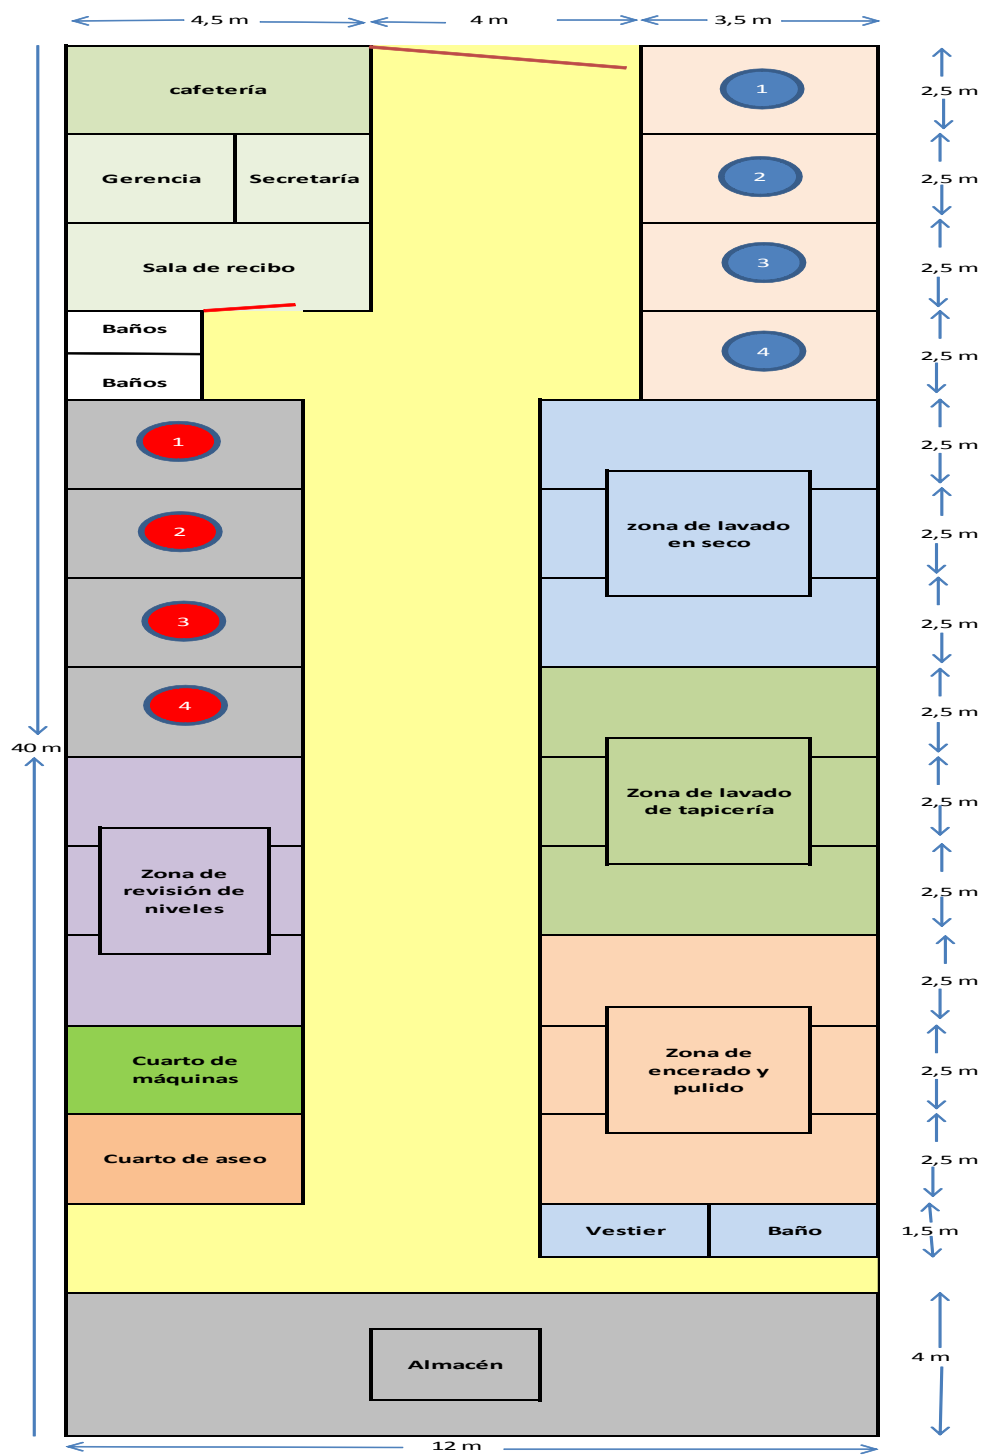 4,5 m
4 m
3,5 m
cafetería
1
2,5 m
Gerencia
Secretaría
2
2,5 m
Sala de recibo
3
2,5 m
Baños
Baños
4
2,5 m
1
2,5 m
2
zona de lavado
en seco
2,5 m
3
2,5 m
4
2,5 m
40 m
Zona de lavado
de tapicería
2,5 m
Zona de
revisión de
niveles
2,5 m
2,5 m
Cuarto de
máquinas
Zona de
encerado y
pulido
2,5 m
Cuarto de aseo
2,5 m
Vestier
Baño
1,5 m
Almacén
4 m
12 m